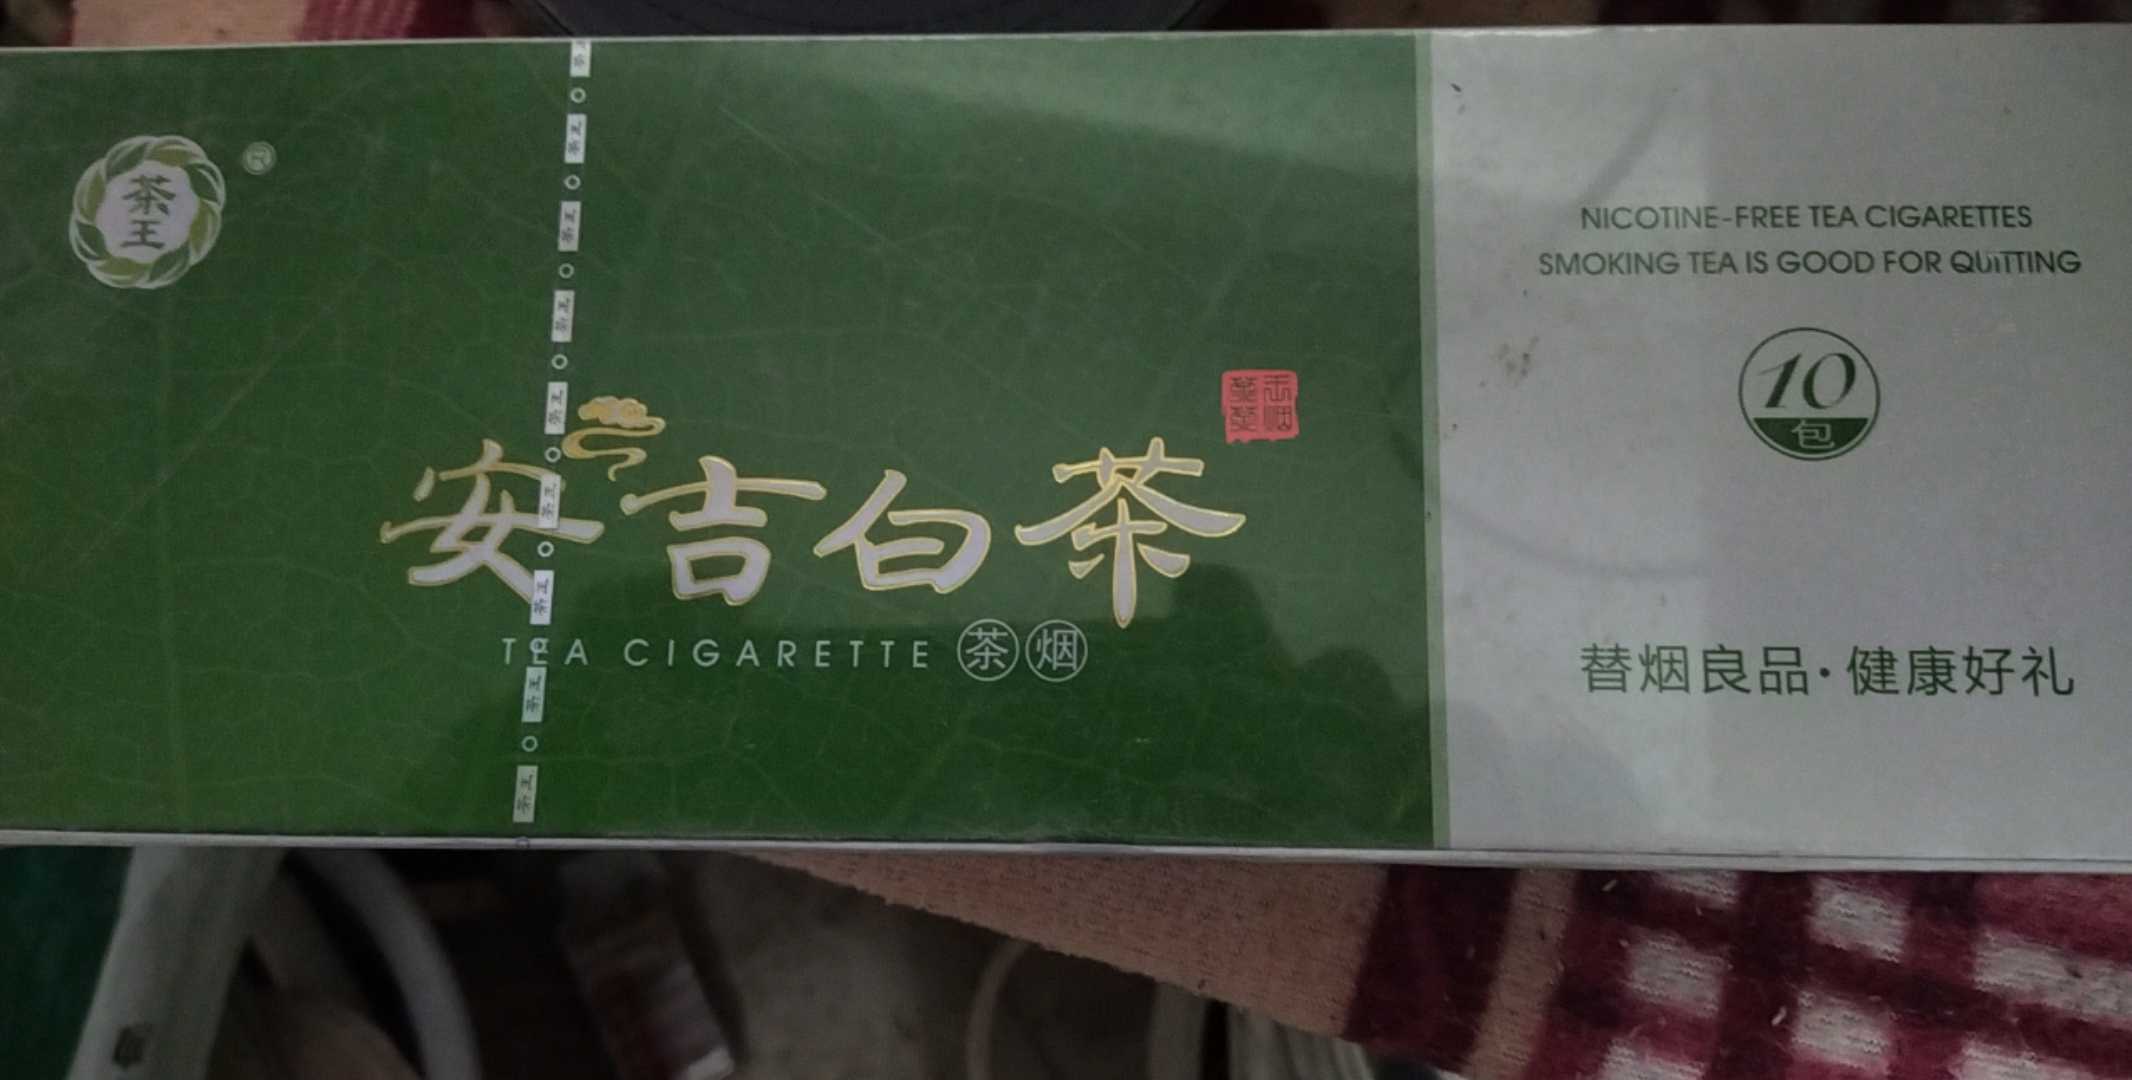 茶王
安吉白茶
TEA CIGARETTE 茶烟
NICOTINE-FREE TEA CIGARETTES
SMOKING TEA IS GOOD FOR QUITTING
10
包
替烟良品·健康好礼